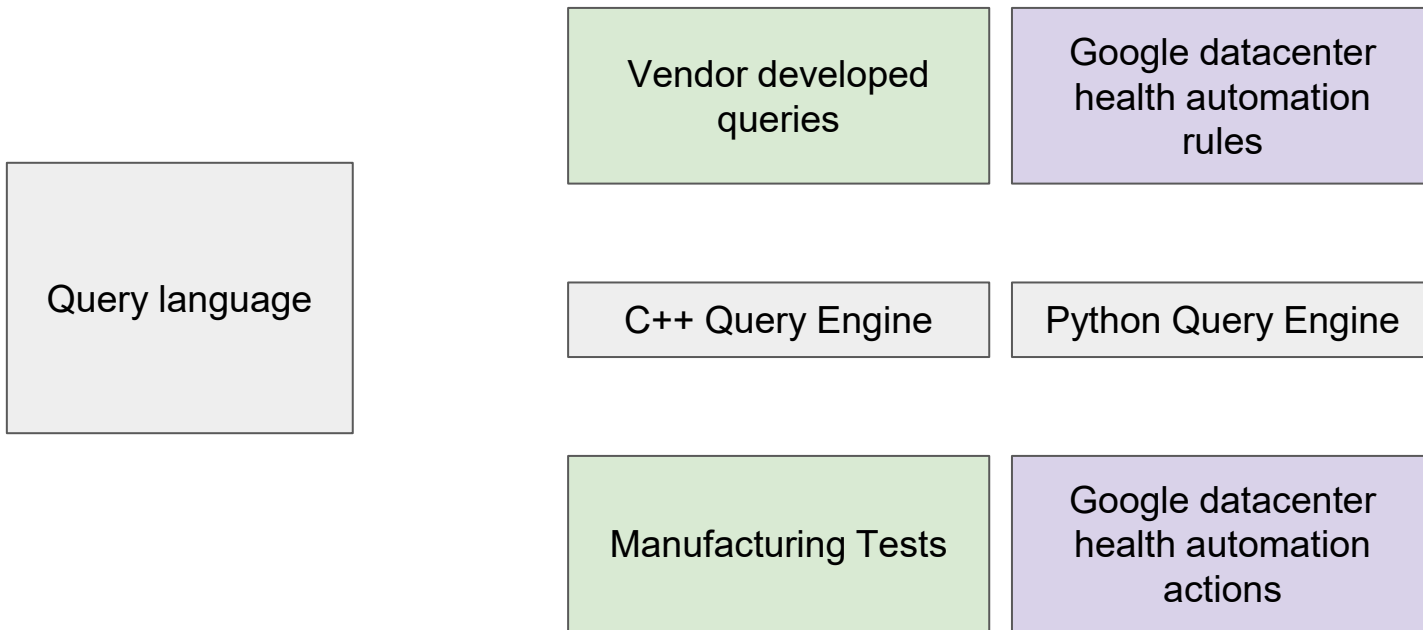 Vendor developed
queries
Google datacenter
health automation
rules
Query language
C++ Query Engine
Python Query Engine
Manufacturing Tests
Google datacenter
health automation
actions